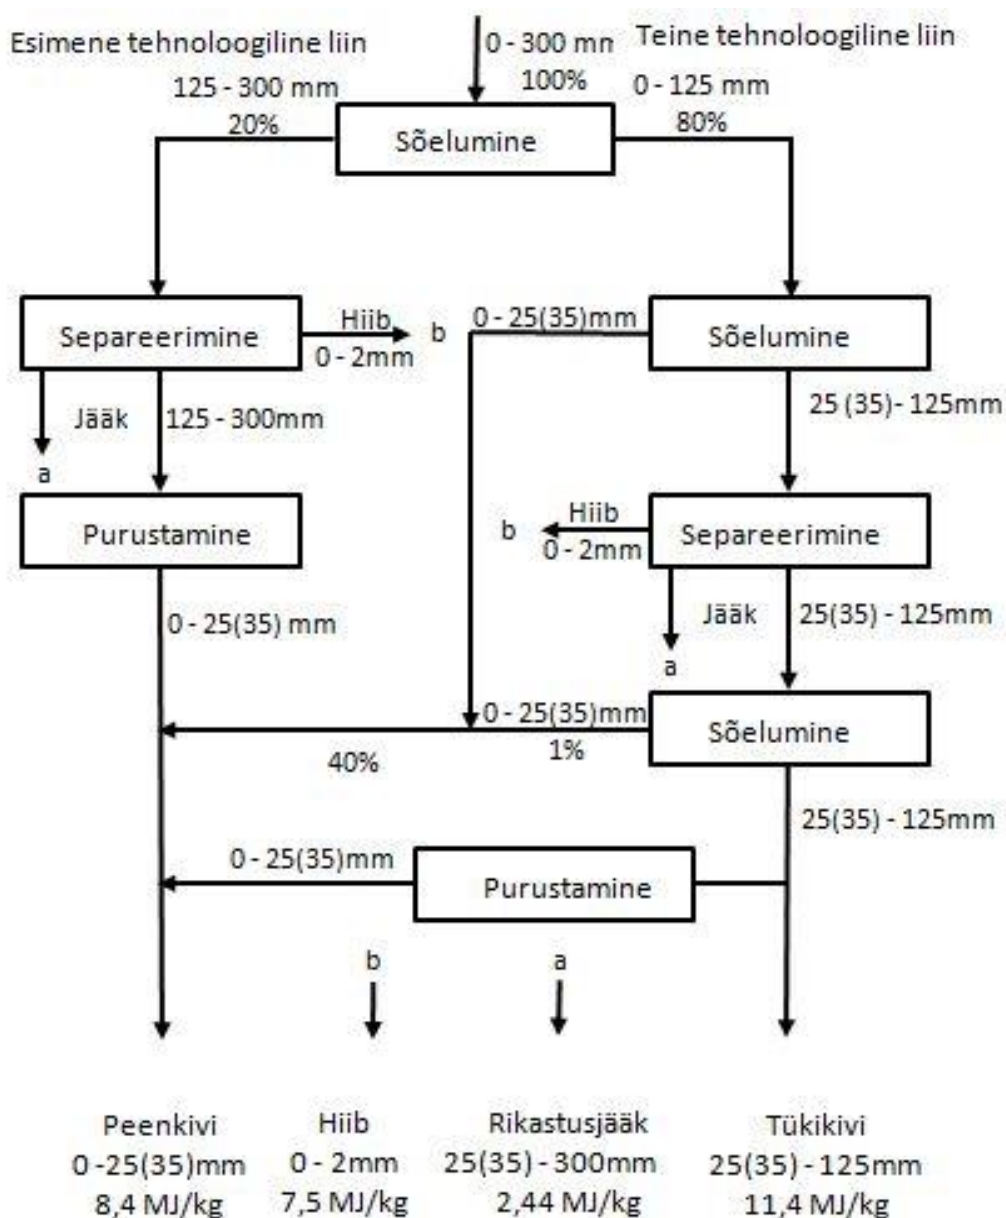 Esimene tehnoloogiline liin
0 - 300 mn
100%
Teine tehnoloogiline liin
125 - 300 mm
20%
0 - 125 mm
80%
Sõelumine
Separeerimine
Hiib
0 - 2mm
b
0 - 25(35)mm
Sõelumine
Jääk
125 - 300mm
a
25 (35) - 125mm
Purustamine
b
Hiib
0 - 2mm
Separeerimine
0 - 25(35) mm
Jääk
25(35) - 125mm
a
0 - 25(35)mm
1%
40%
Sõelumine
25(35) - 125mm
0 - 25(35)mm
Purustamine
b
a
Peenkivi
0 -25(35)mm
8,4 MJ/kg
Hiib
0 - 2mm
7,5 MJ/kg
Rikastusjääk
25(35) - 300mm
2,44 MJ/kg
Tükikivi
25(35) - 125mm
11,4 MJ/kg